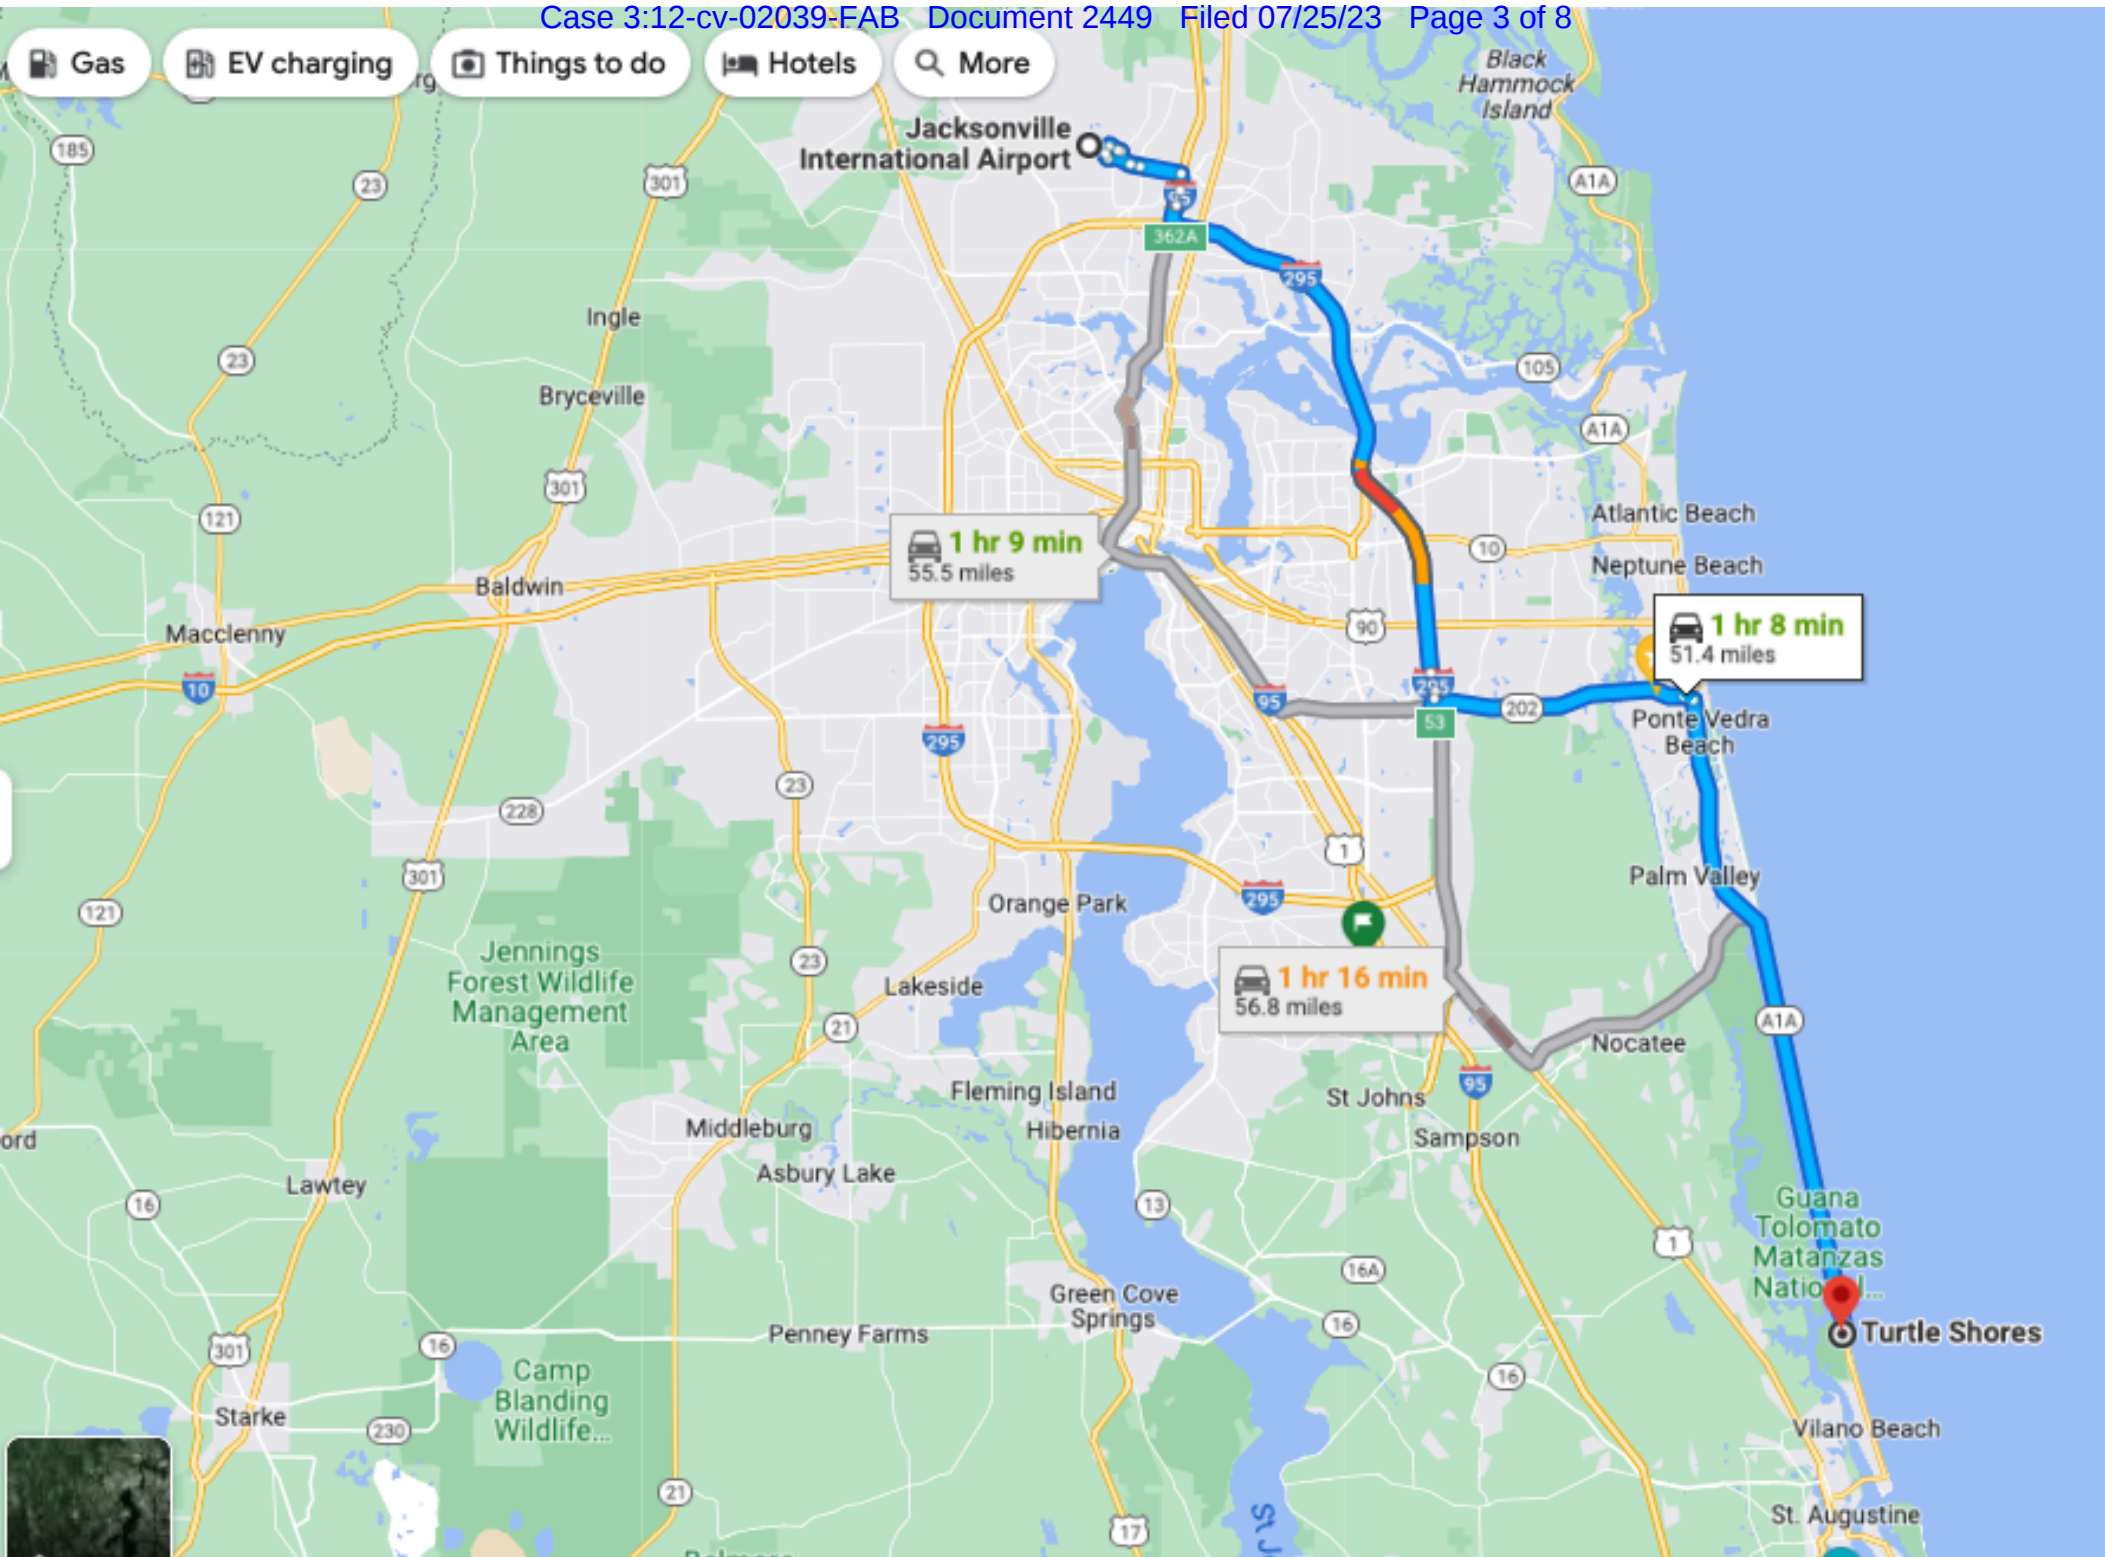 Case 3:12-cv-02039-FAB Document 2449 Filed 07/25/23 Page 3 of 8
Gas
EV charging
Things to do
Hotels
More
Black
Hammock
Island
185
23
301
Jacksonville
International Airport
95
A1A
362A
295
Ingle
23
105
Bryceville
A1A
301
121
Atlantic Beach
1 hr 9 min
55.5 miles
10
Neptune Beach
Baldwin
Macclenny
90
1 hr 8 min
51.4 miles
10
95
295
202
53
Ponte Vedra
Beach
295
23
228
1
301
Palm Valley
121
295
Orange Park
Jennings
Forest Wildlife
Management
Area
23
Lakeside
1 hr 16 min
56.8 miles
21
A1A
Nocatee
Fleming Island
95
St Johns
Hibernia
Middleburg
Sampson
ord
Asbury Lake
Lawtey
16
13
Guana
Tolomato
Matanzas
Natio
1
16A
Green Cove
Springs
16
Penney Farms
Turtle Shores
301
16
Camp
Blanding
Wildlife...
16
Starke
230
Vilano Beach
21
St. Augustine
17
St J